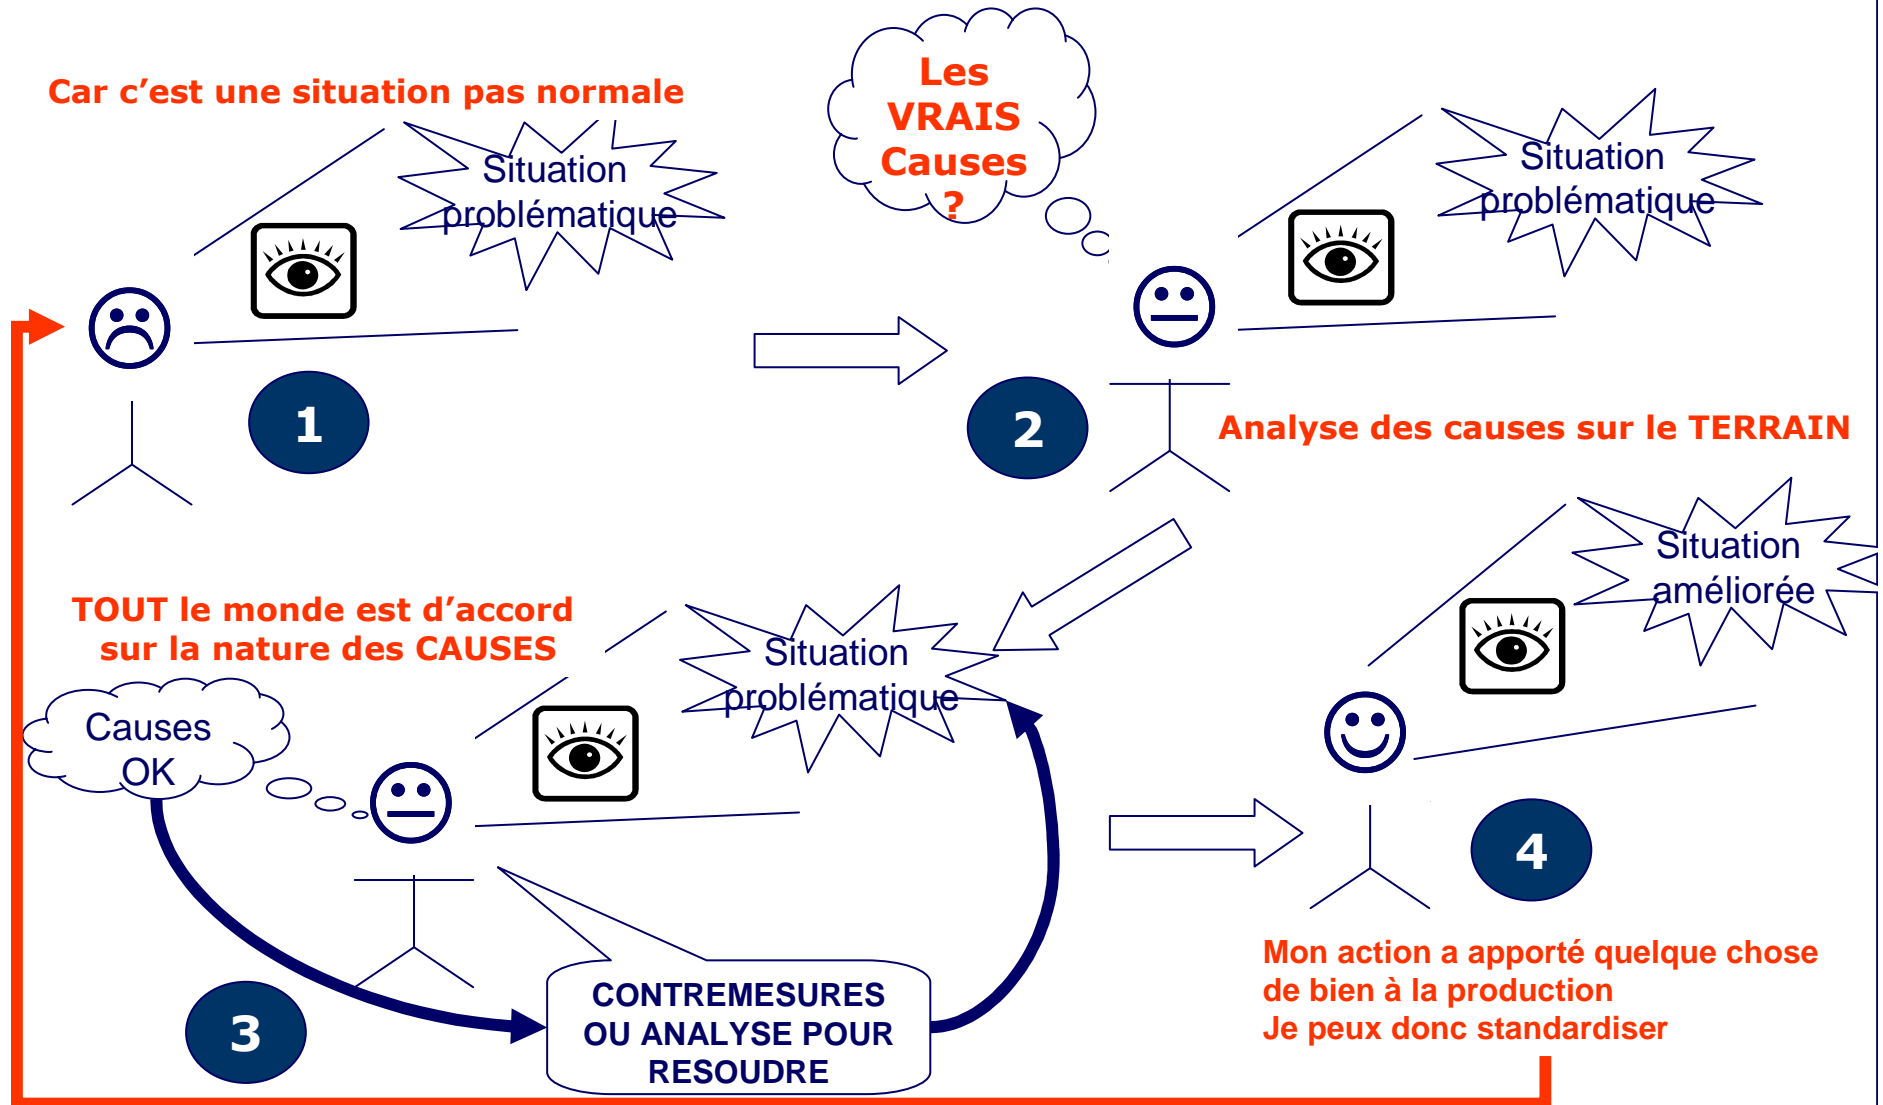 Car c’est une situation pas normale
Situation
problématique
1
Les
VRAIS
Causes
?
Situation
problématique
2
Analyse des causes sur le TERRAIN
TOUT le monde est d’accord
sur la nature des CAUSES
Causes
OK
Situation
problématique
3
CONTREMESURES
OU ANALYSE POUR
RESOUDRE
Situation
améliorée
4
Mon action a apporté quelque chose
de bien à la production
Je peux donc standardiser